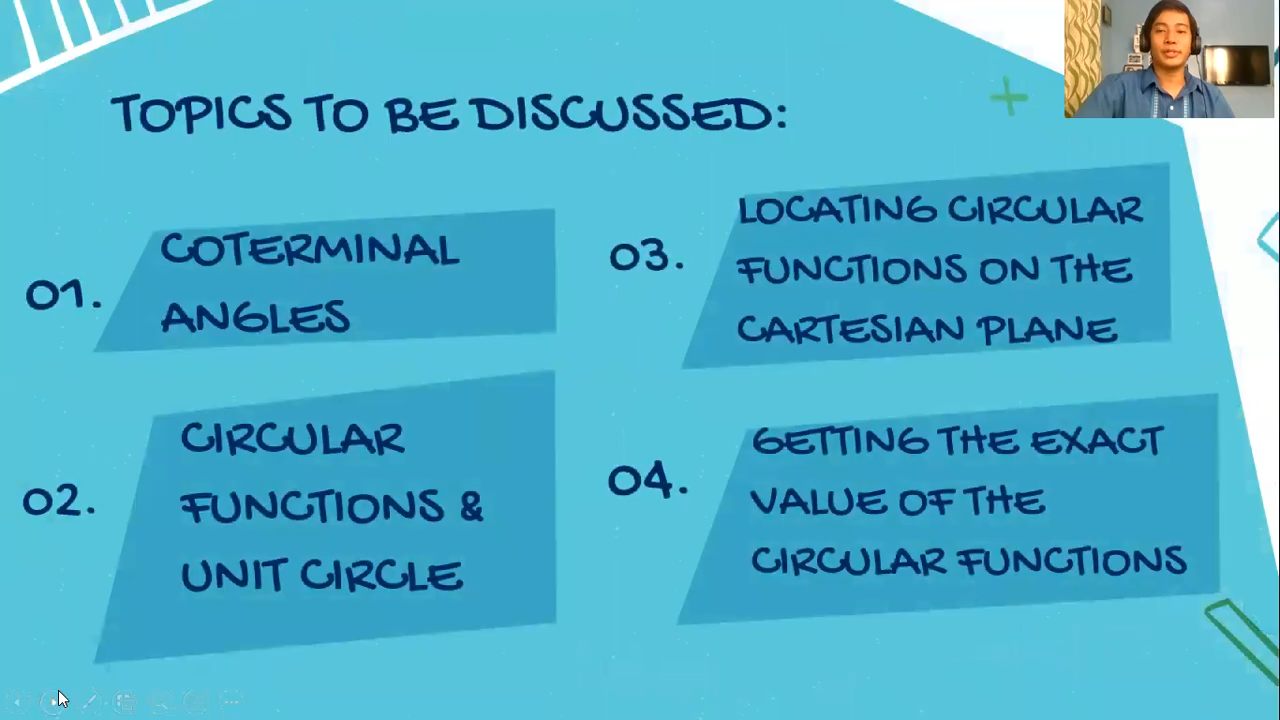 TOPICS TO BE DISCUSSED:
01.
COTERMINAL
ANGLES
02.
CIRCULAR
FUNCTIONS &
UNIT CIRCLE
03.
LOCATING CIRCULAR
FUNCTIONS ON THE
CARTESIAN PLANE
04.
GETTING THE EXACT
VALUE OF THE
CIRCULAR FUNCTIONS